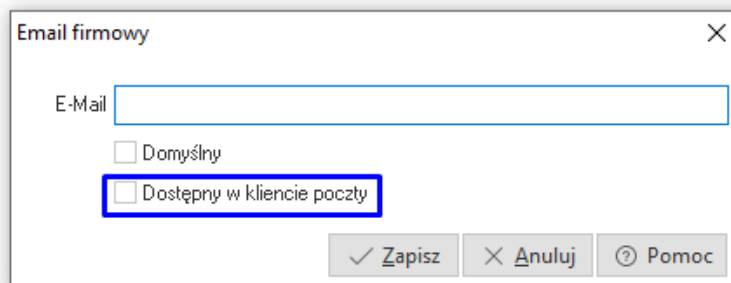 Email firmowy
E-Mail
Domyślny
Dostępny w kliencie poczty
Zapisz Anuluj Pomoc